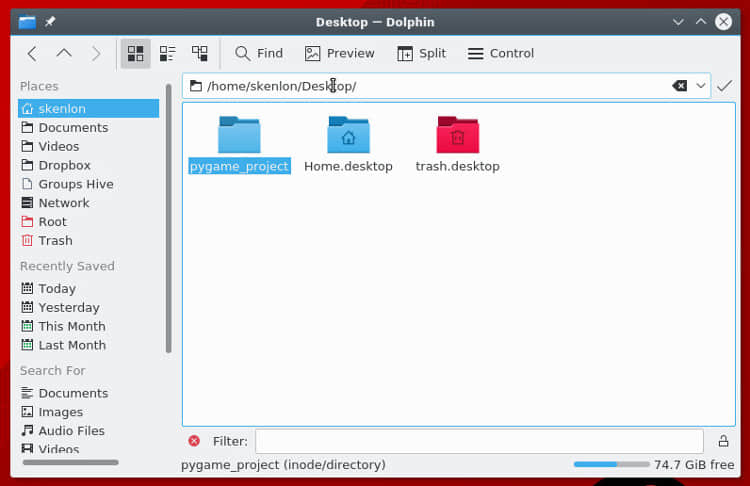 Desktop — Dolphin
Find
Preview
Split
Control
Places
skenlon
Documents
Videos
Dropbox
Groups Hive
Network
Root
Trash
Recently Saved
Today
Yesterday
This Month
Last Month
Search For
Documents
Images
Audio Files
Videos
/home/skenlon/Desktop/
pygame_project
Home.desktop
trash.desktop
Filter:
pygame_project (inode/directory)
74.7 GiB free